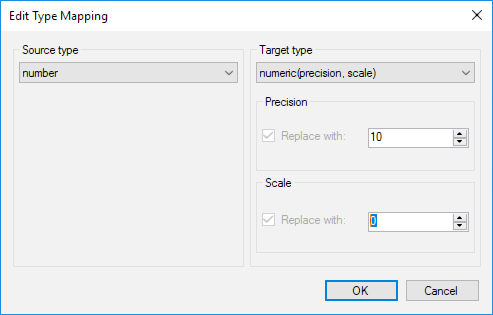 Edit Type Mapping
Source type
number
Target type
numeric(precision, scale)
Precision
Replace with:
10
Scale
Replace with:
0
OK
Cancel